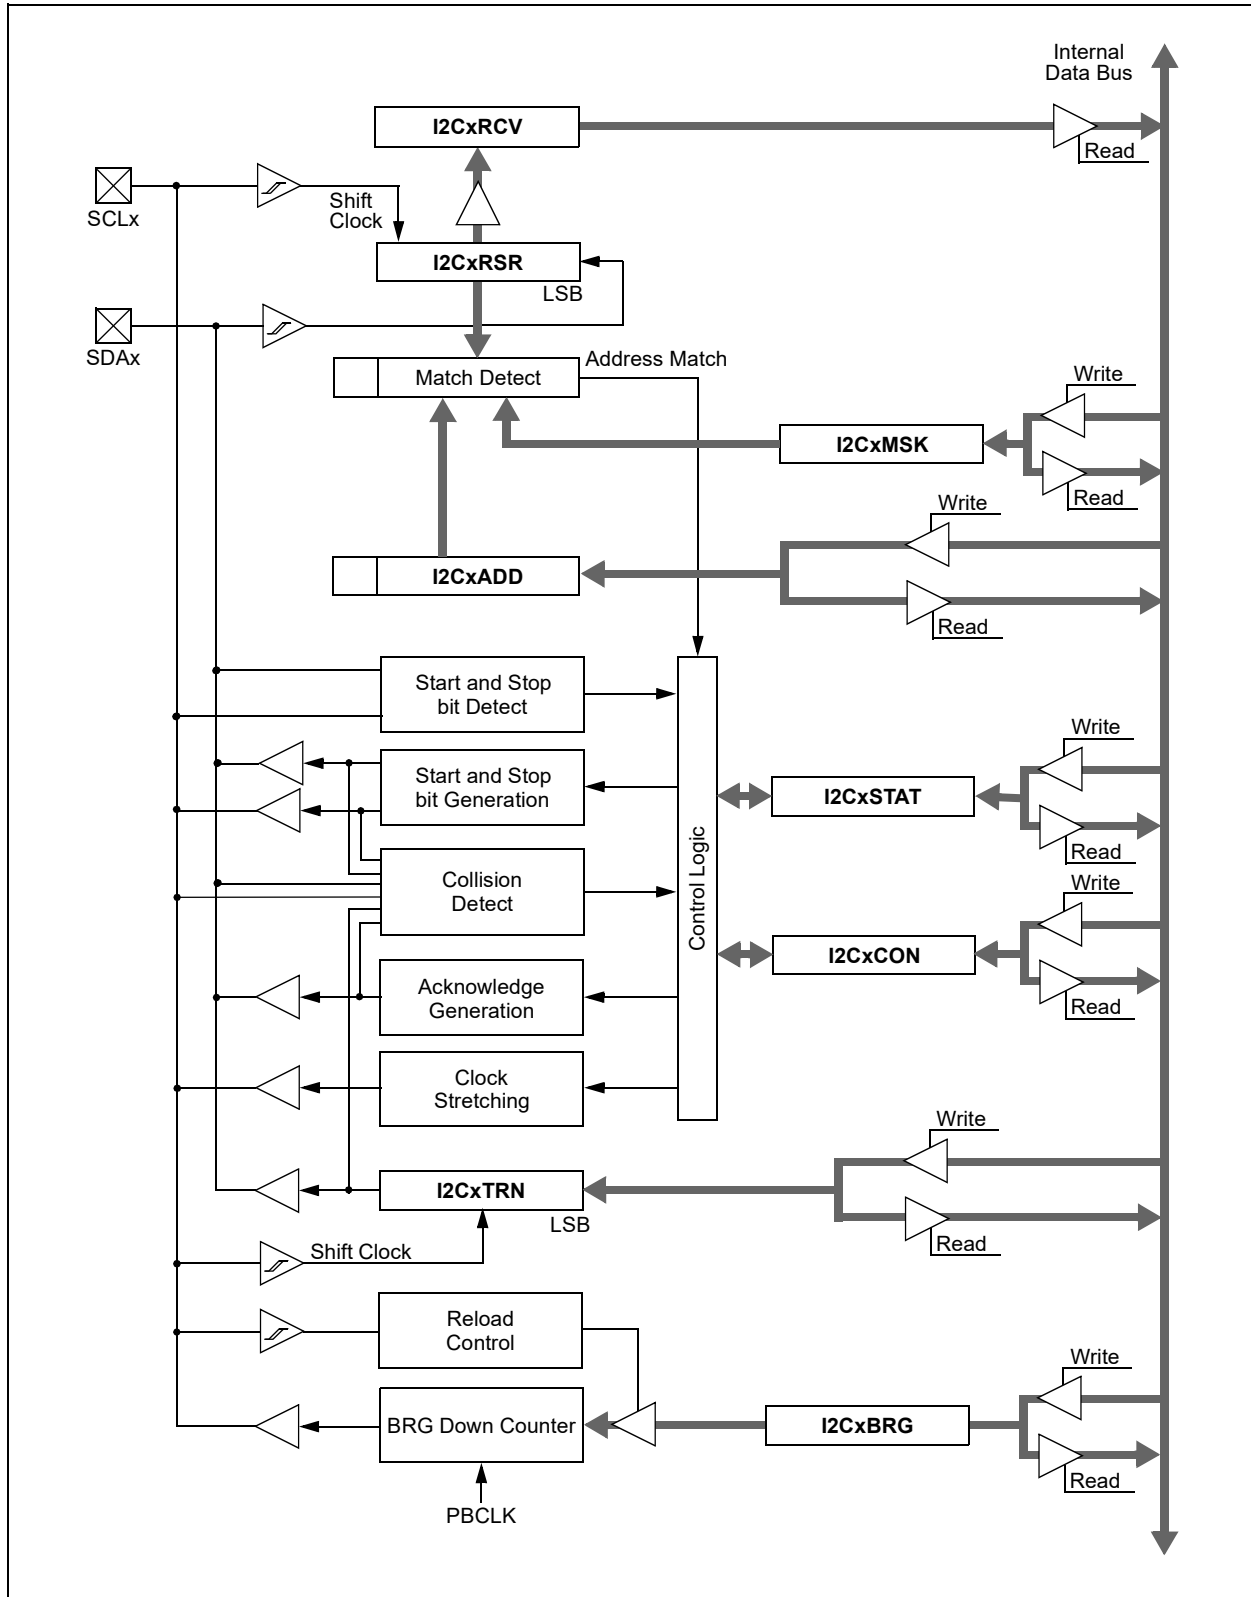 Internal
Data Bus
I2CxRCV
Read
SCLx
Shift
Clock
I2CxRSR
LSB
SDAx
Address Match
Match Detect
Write
I2CxMSK
Read
Write
I2CxADD
Read
Start and Stop
bit Detect
Write
Start and Stop
bit Generation
I2CxSTAT
Read
Control Logic
Collision
Detect
Write
I2CxCON
Acknowledge
Generation
Read
Clock
Stretching
Write
I2CxTRN
LSB
Read
Shift Clock
Reload
Control
Write
BRG Down Counter
I2CxBRG
Read
PBCLK